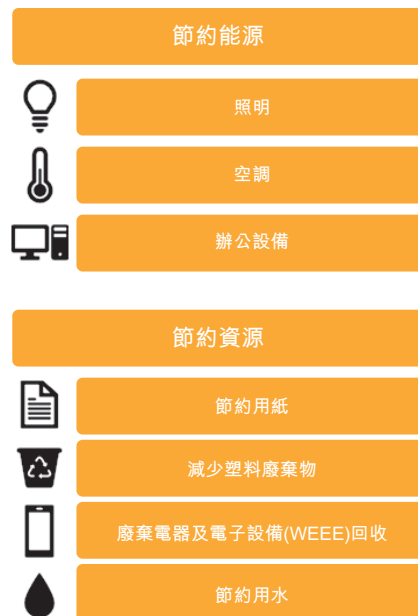 節約能源
照明
空調
辦公設備
節約資源
節約用紙
減少塑料廢棄物
廢棄電器及電子設備(WEEE)回收
節約用水